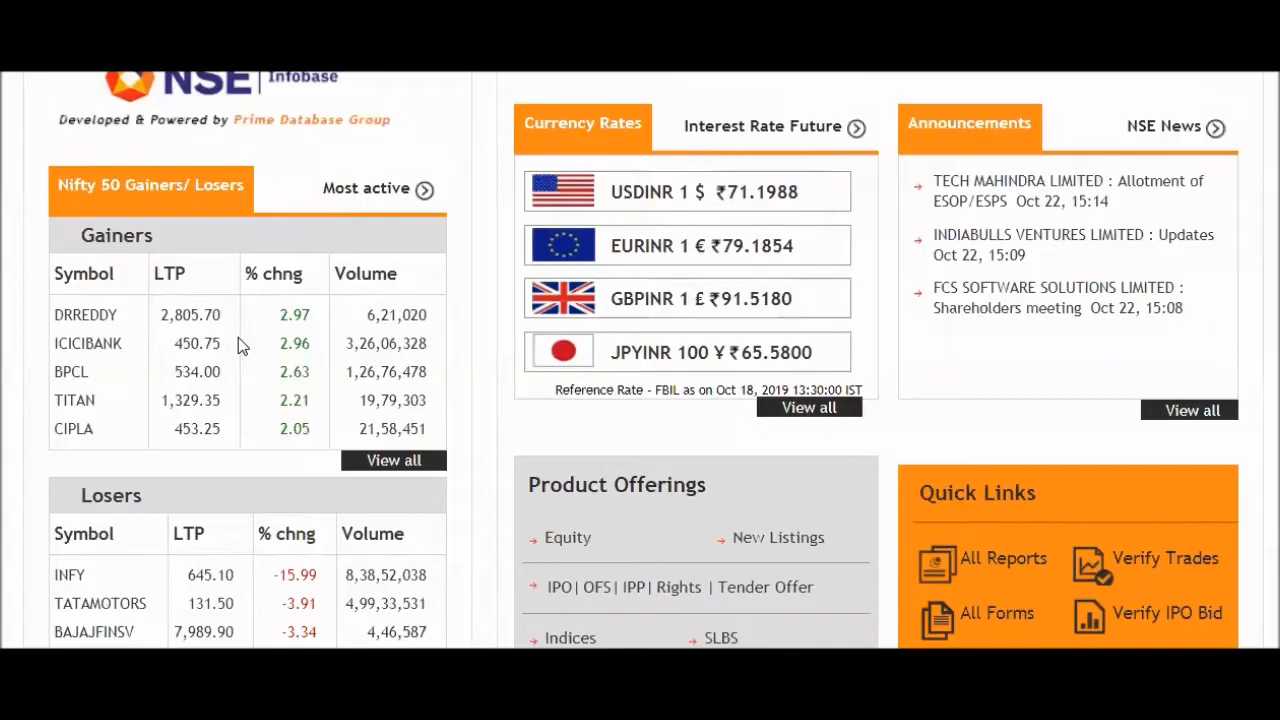 NSE | Infobase
Developed & Powered by Prime Database Group
Nifty 50 Gainers/ Losers
Most active
Gainers
Symbol LTP % chng Volume
DRREDDY 2,805.70 2.97 6,21,020
ICICIBANK 450.75 2.96 3,26,06,328
BPCL 534.00 2.63 1,26,76,478
TITAN 1,329.35 2.21 19,79,303
CIPLA 453.25 2.05 21,58,451
View all
Losers
Symbol LTP % chng Volume
INFY 645.10 -15.99 8,38,52,038
TATAMOTORS 131.50 -3.91 4,99,33,531
BAJAJFINSV 7,989.90 -3.34 4,46,587
Currency Rates
Interest Rate Future
USDINR 1 $ ₹71.1988
EURINR 1 € ₹79.1854
GBPINR 1 £ ₹91.5180
JPYINR 100 ¥ ₹65.5800
Reference Rate - FBIL as on Oct 18, 2019 13:30:00 IST
View all
Product Offerings
Equity New Listings
IPO| OFS| IPP| Rights | Tender Offer
Indices SLBS
Announcements
NSE News
TECH MAHINDRA LIMITED : Allotment of
ESOP/ESPS Oct 22, 15:14
INDIABULLS VENTURES LIMITED : Updates
Oct 22, 15:09
FCS SOFTWARE SOLUTIONS LIMITED :
Shareholders meeting Oct 22, 15:08
View all
Quick Links
All Reports Verify Trades
All Forms Verify IPO Bid